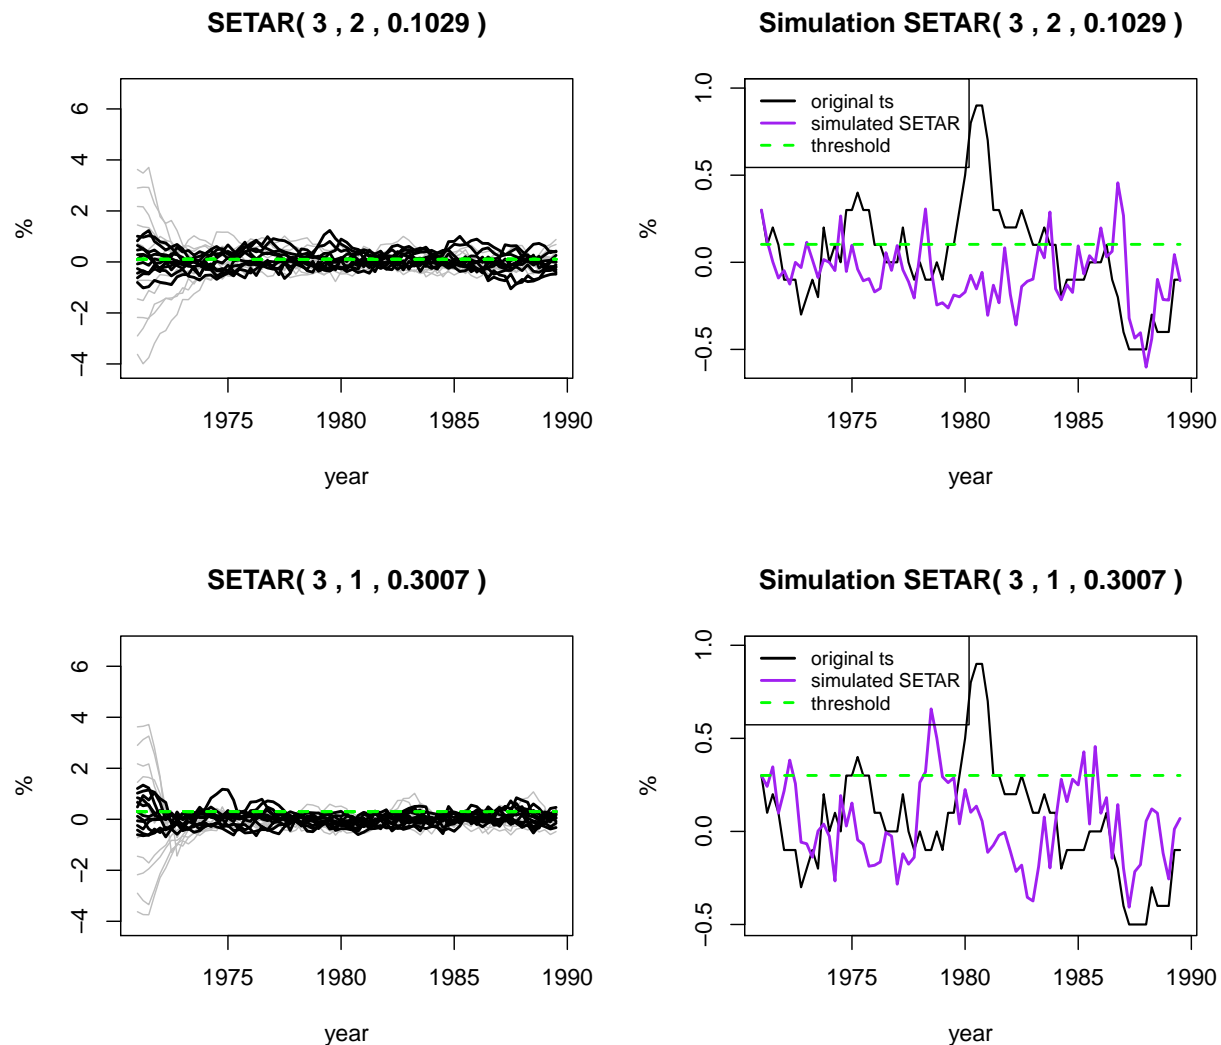 SETAR( 3 , 2 , 0.1029 )
%
6
4
2
0
−2
−4
1975 1980 1985 1990
year
Simulation SETAR( 3 , 2 , 0.1029 )
%
1.0
0.5
0.0
−0.5
original ts
simulated SETAR
threshold
1975 1980 1985 1990
year
SETAR( 3 , 1 , 0.3007 )
%
6
4
2
0
−2
−4
1975 1980 1985 1990
year
Simulation SETAR( 3 , 1 , 0.3007 )
%
1.0
0.5
0.0
−0.5
original ts
simulated SETAR
threshold
1975 1980 1985 1990
year